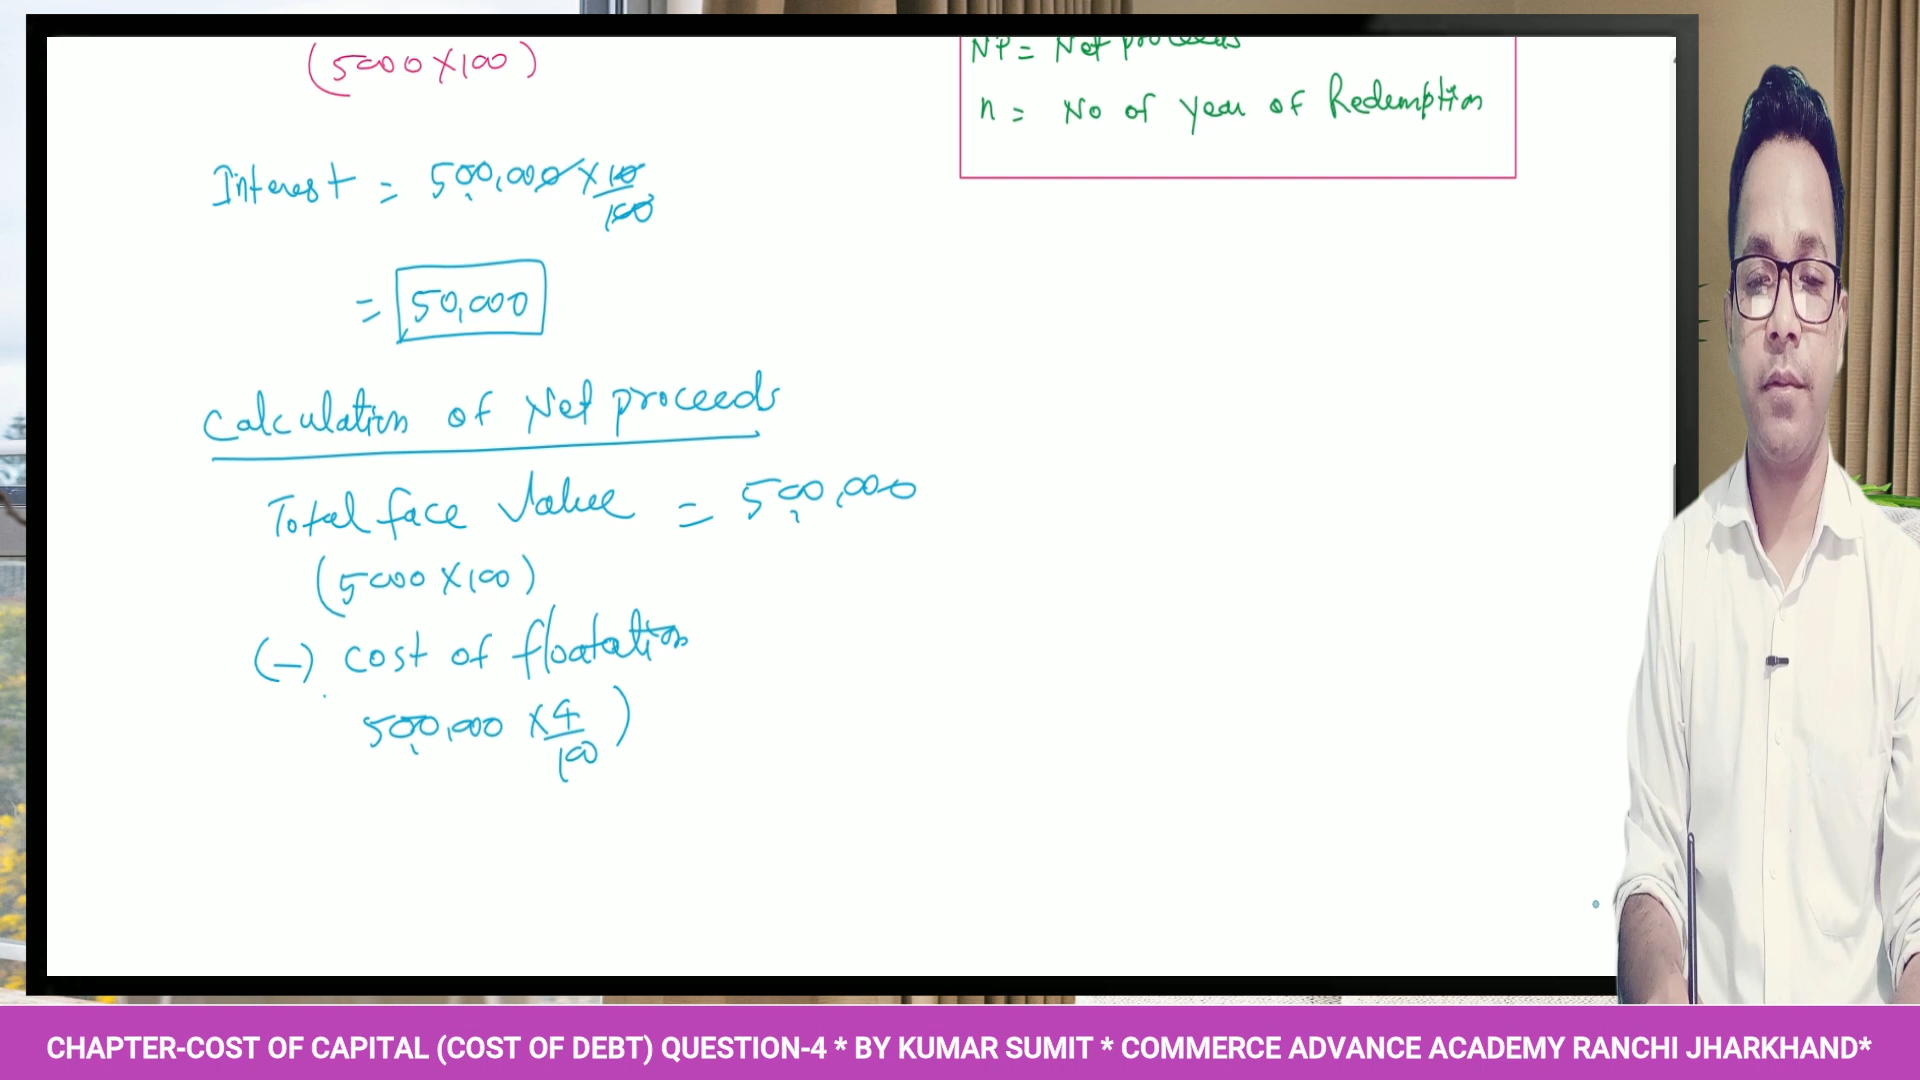 (5000 X 100)
NP = Net proceeds
n = No of year of Redemption
Interest = 500,000 X 10/100
= 50,000
Calculation of Net proceeds
Total face Value = 500,000
(5000 X 100)
(-) cost of floatation
500,000 X 4/100 )
CHAPTER-COST OF CAPITAL (COST OF DEBT) QUESTION-4 * BY KUMAR SUMIT * COMMERCE ADVANCE ACADEMY RANCHI JHARKHAND*